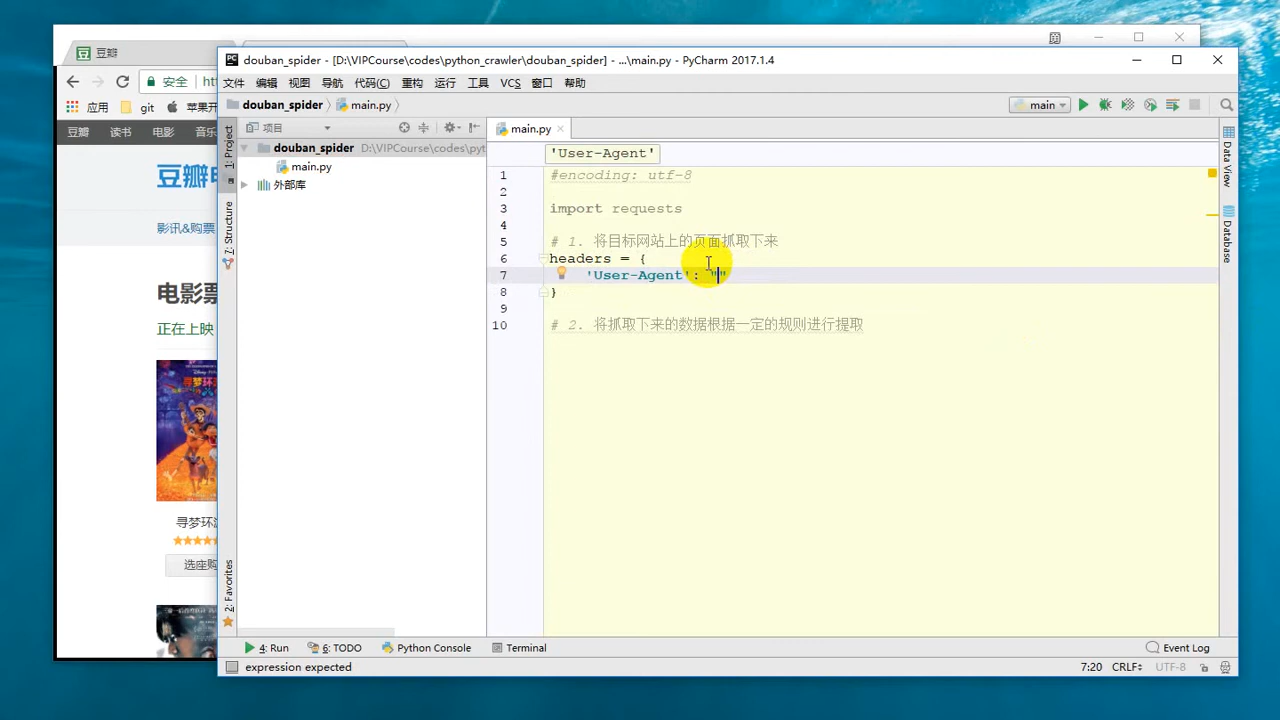 豆瓣
douban_spider - [D:\VIPCourse\codes\python_crawler\douban_spider] - ...\main.py - PyCharm 2017.1.4
文件 编辑 视图 导航 代码(C) 重构 运行 工具 VCS 窗口 帮助
安全
应用 git 苹果开
douban_spider main.py
main
豆瓣 读书 电影 音乐
项目
main.py
1: Project
douban_spider D:\VIPCourse\codes\pyt
main.py
外部库
Structure
'User-Agent'
1 #encoding: utf-8
2
3 import requests
4
5 # 1. 将目标网站上的页面抓取下来
6 headers = {
7 'User-Agent': ""
8 }
9
10 # 2. 将抓取下来的数据根据一定的规则进行提取
Data View
Database
豆瓣电
影讯&购票
电影票
正在上映
寻梦环游
选座购
2: Favorites
4: Run 6: TODO Python Console Terminal Event Log
expression expected 7:20 CRLF UTF-8